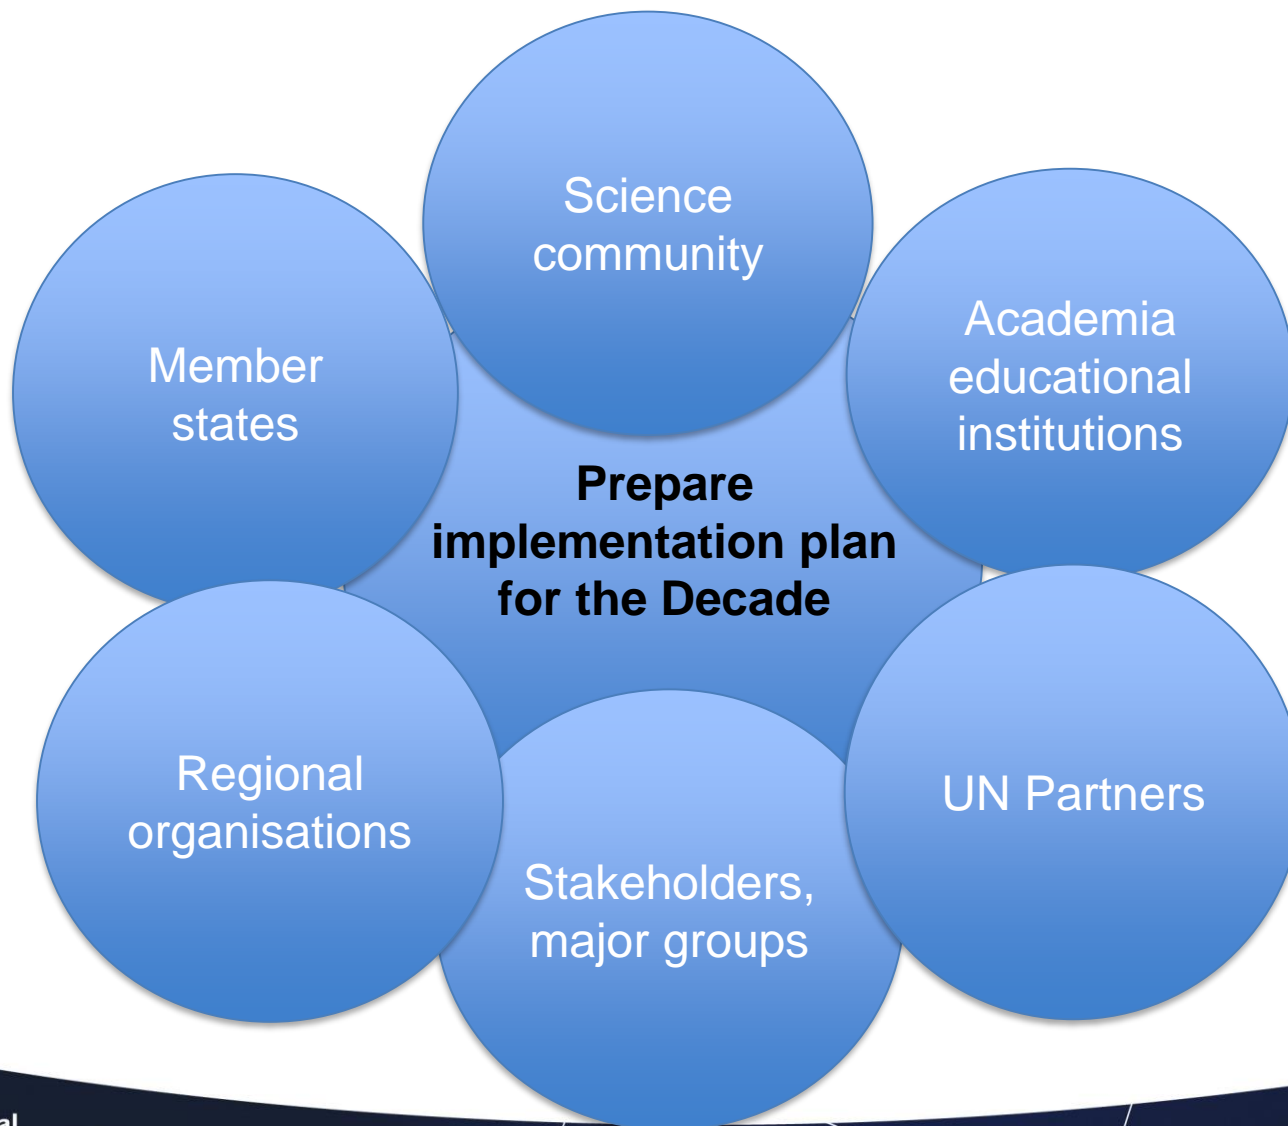 Science
community
Member
states
Academia
educational
institutions
Prepare
implementation plan
for the Decade
Regional
organisations
UN Partners
Stakeholders,
major groups